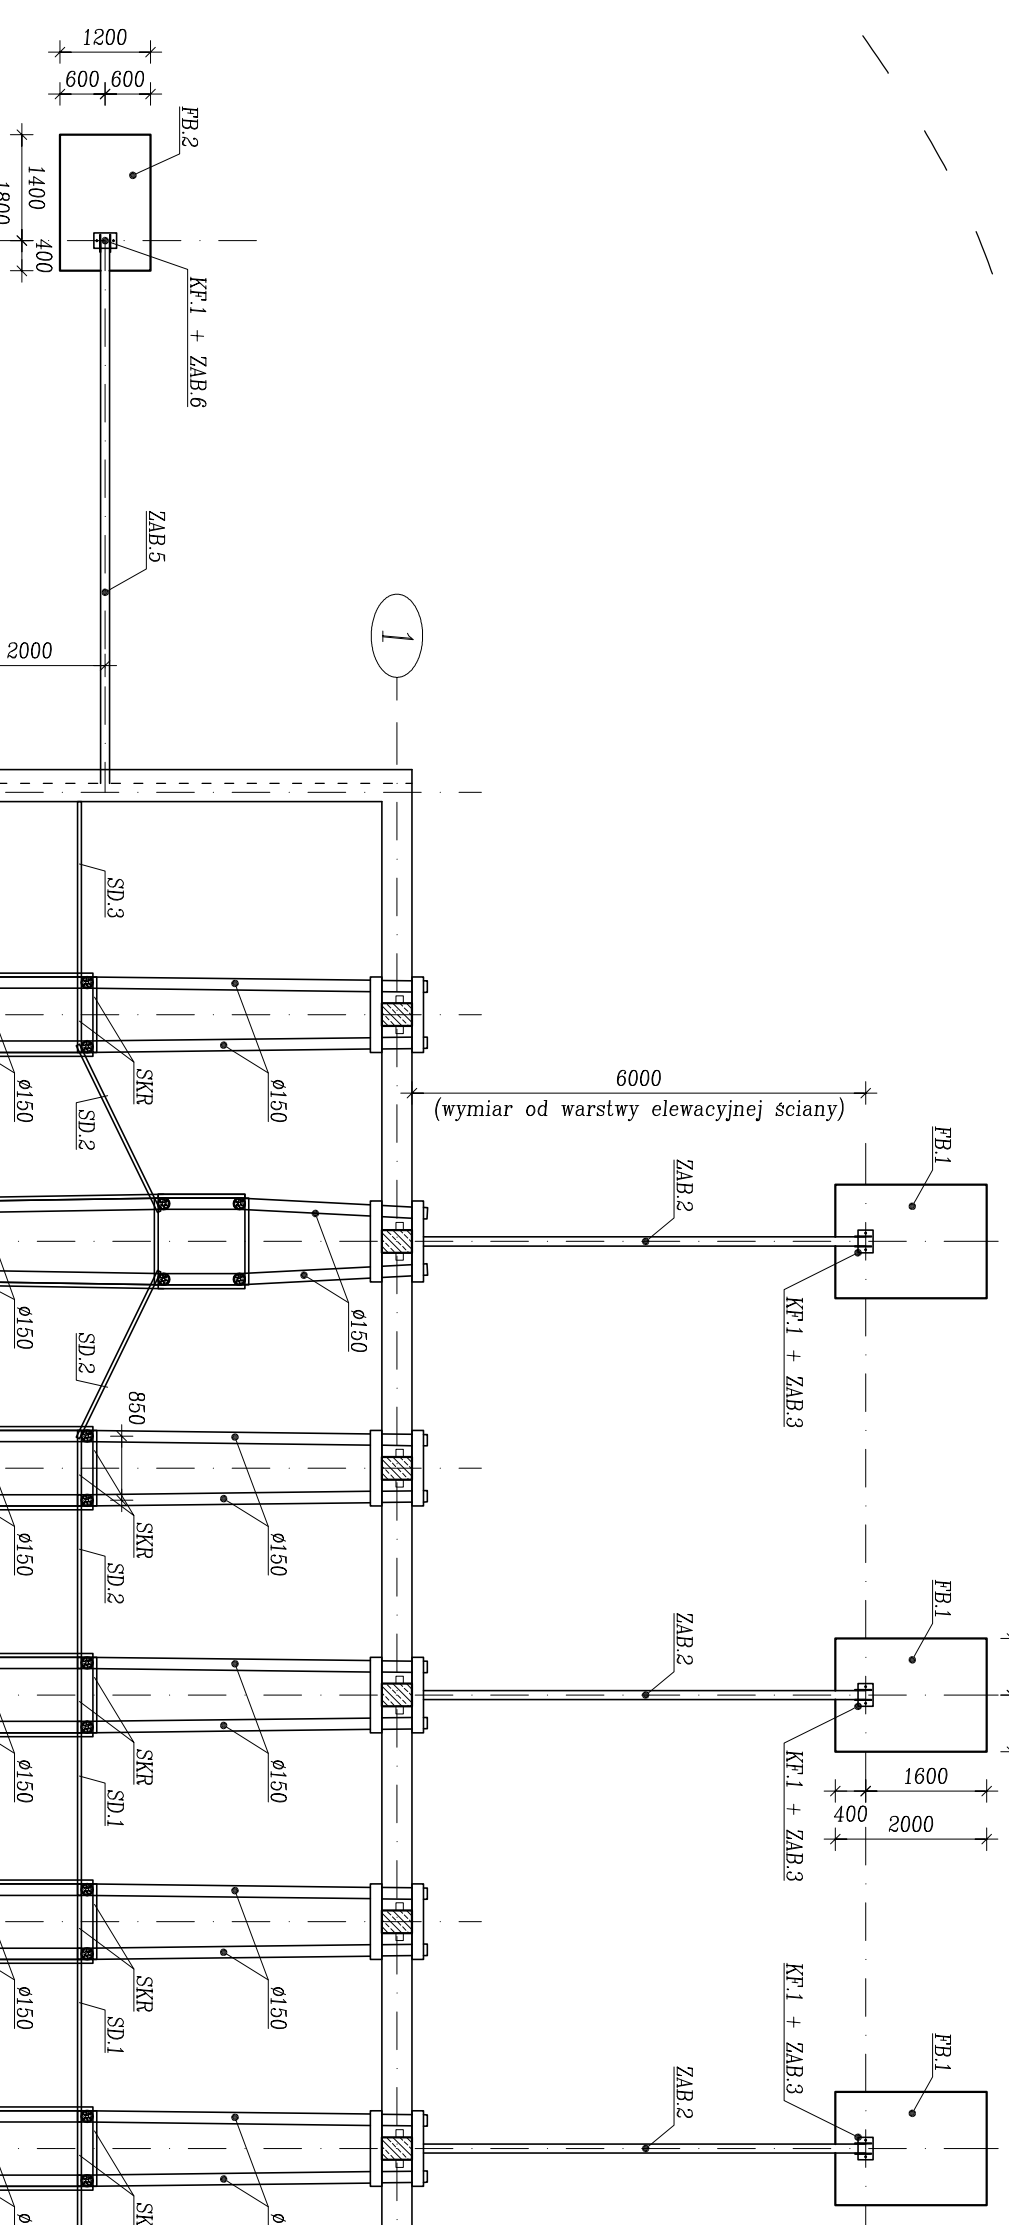 1200
600
600
FB.2
1400
1800
400
KF.1 + ZAB.6
ZAB.5
1
2000
SD.3
SKR
ø150
ø150
SD.2
6000
(wymiar od warstwy elewacyjnej ściany)
FB.1
ZAB.2
KF.1 + ZAB.3
ø150
ø150
SD.2
850
SKR
ø150
ø150
SD.2
FB.1
ZAB.2
KF.1 + ZAB.3
1600
400
2000
SKR
ø150
ø150
SD.1
SKR
ø150
ø150
SD.1
KF.1 + ZAB.3
FB.1
ZAB.2